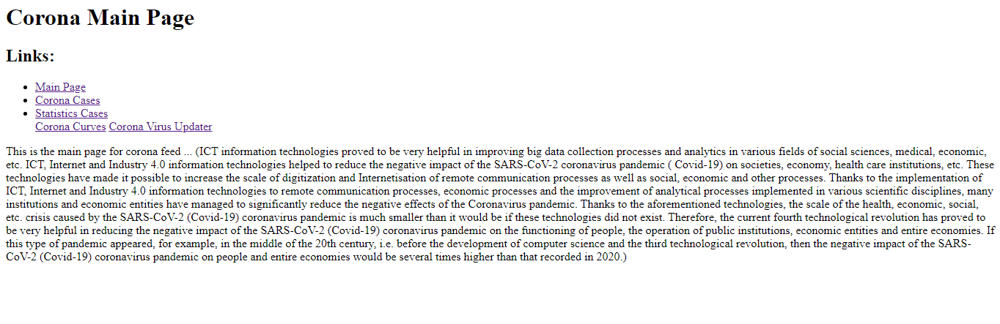 Corona Main Page
Links:
Main Page
Corona Cases
Statistics Cases
Corona Curves Corona Virus Updater
This is the main page for corona feed ... (ICT information technologies proved to be very helpful in improving big data collection processes and analytics in various fields of social sciences, medical, economic,
etc. ICT, Internet and Industry 4.0 information technologies helped to reduce the negative impact of the SARS-CoV-2 coronavirus pandemic ( Covid-19) on societies, economy, health care institutions, etc. These
technologies have made it possible to increase the scale of digitization and Internetisation of remote communication processes as well as social, economic and other processes. Thanks to the implementation of
ICT, Internet and Industry 4.0 information technologies to remote communication processes, economic processes and the improvement of analytical processes implemented in various scientific disciplines, many
institutions and economic entities have managed to significantly reduce the negative effects of the Coronavirus pandemic. Thanks to the aforementioned technologies, the scale of the health, economic, social,
etc. crisis caused by the SARS-CoV-2 (Covid-19) coronavirus pandemic is much smaller than it would be if these technologies did not exist. Therefore, the current fourth technological revolution has proved to
be very helpful in reducing the negative impact of the SARS-CoV-2 (Covid-19) coronavirus pandemic on the functioning of people, the operation of public institutions, economic entities and entire economies. If
this type of pandemic appeared, for example, in the middle of the 20th century, i.e. before the development of computer science and the third technological revolution, then the negative impact of the SARS-
CoV-2 (Covid-19) coronavirus pandemic on people and entire economies would be several times higher than that recorded in 2020.)